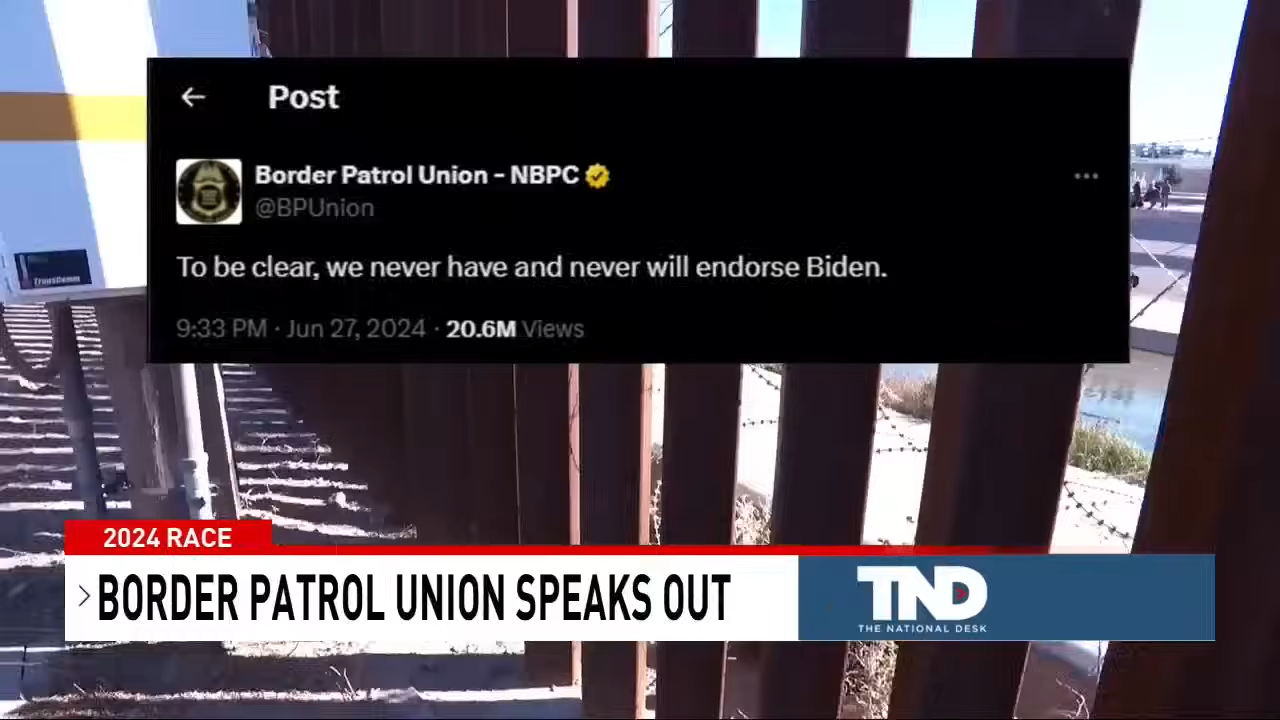 ← Post
Border Patrol Union - NBPC
@BPUnion
To be clear, we never have and never will endorse Biden.
9:33 PM · Jun 27, 2024 · 20.6M Views
TransComm
2024 RACE
BORDER PATROL UNION SPEAKS OUT
TND
THE NATIONAL DESK